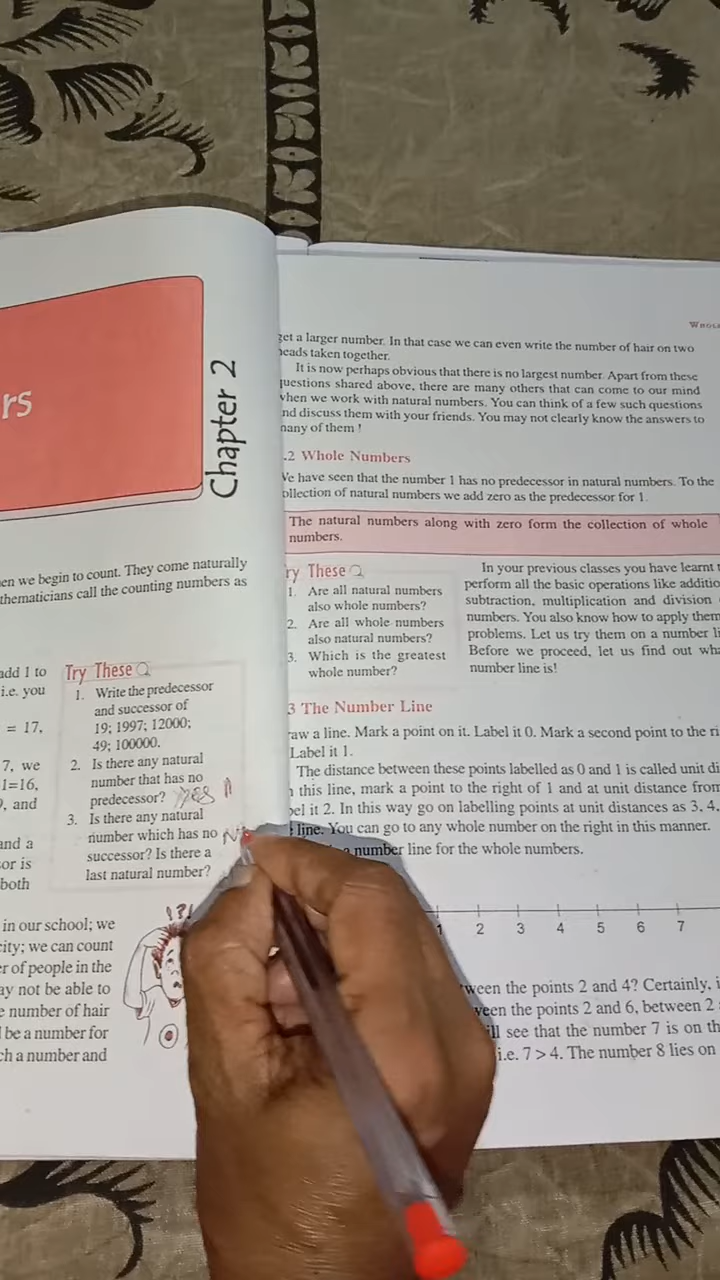 rs
Chapter 2
en we begin to count. They come naturally
thematicians call the counting numbers as
add 1 to
i.e. you
= 17,
7, we
1=16,
, and
and a
or is
both
Try These
1. Write the predecessor
and successor of
19; 1997; 12000;
49; 100000.
2. Is there any natural
number that has no
predecessor? yes
3. Is there any natural
number which has no
successor? Is there a
last natural number?
in our school; we
city; we can count
er of people in the
ay not be able to
e number of hair
l be a number for
ch a number and
get a larger number. In that case we can even write the number of hair on two
heads taken together.
It is now perhaps obvious that there is no largest number. Apart from these
questions shared above, there are many others that can come to our mind
when we work with natural numbers. You can think of a few such questions
nd discuss them with your friends. You may not clearly know the answers to
many of them !
.2 Whole Numbers
We have seen that the number 1 has no predecessor in natural numbers. To the
ollection of natural numbers we add zero as the predecessor for 1.
The natural numbers along with zero form the collection of whole
numbers.
ry These
1. Are all natural numbers
also whole numbers?
2. Are all whole numbers
also natural numbers?
3. Which is the greatest
whole number?
In your previous classes you have learnt t
perform all the basic operations like additio
subtraction, multiplication and division
numbers. You also know how to apply them
problems. Let us try them on a number li
Before we proceed, let us find out wha
number line is!
3 The Number Line
raw a line. Mark a point on it. Label it 0. Mark a second point to the ri
Label it 1.
The distance between these points labelled as 0 and 1 is called unit di
this line, mark a point to the right of 1 and at unit distance from
bel it 2. In this way go on labelling points at unit distances as 3, 4,
line. You can go to any whole number on the right in this manner.
number line for the whole numbers.
1 2 3 4 5 6 7
ween the points 2 and 4? Certainly, i
ween the points 2 and 6, between 2
ill see that the number 7 is on th
i.e. 7 > 4. The number 8 lies on